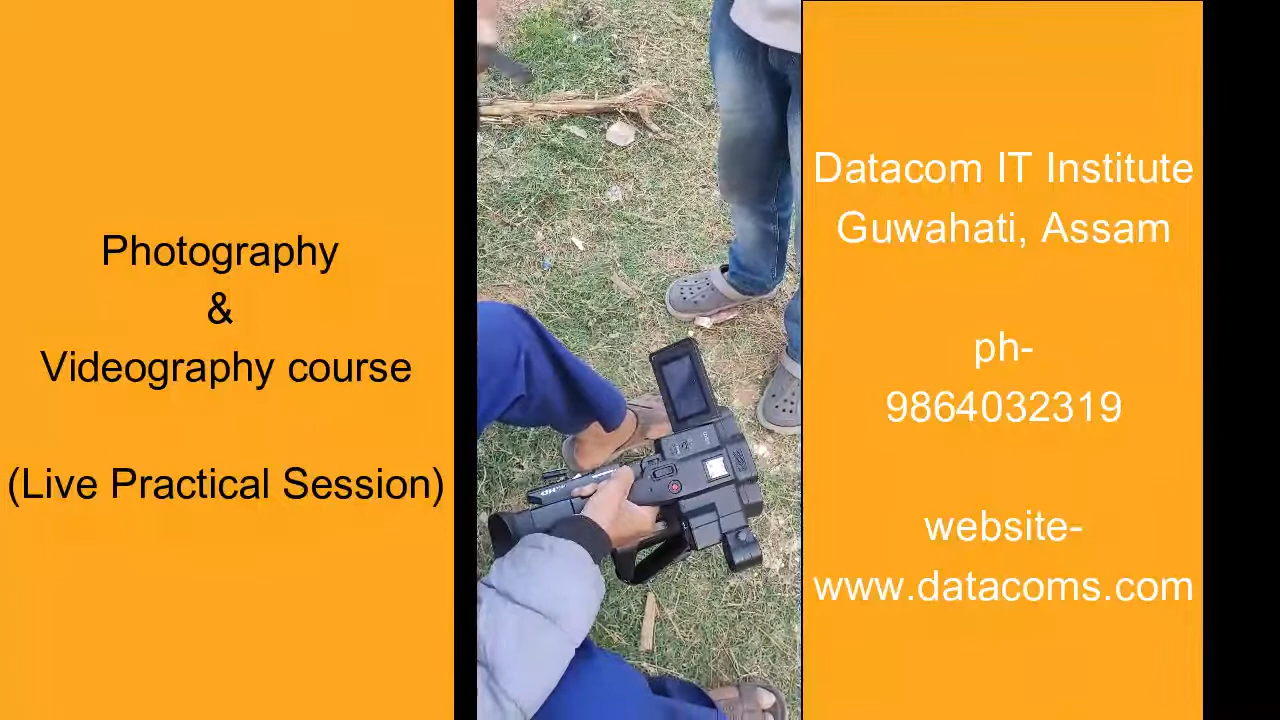 Photography
&
Videography course
(Live Practical Session)
Datacom IT Institute
Guwahati, Assam
ph-
9864032319
website-
www.datacoms.com